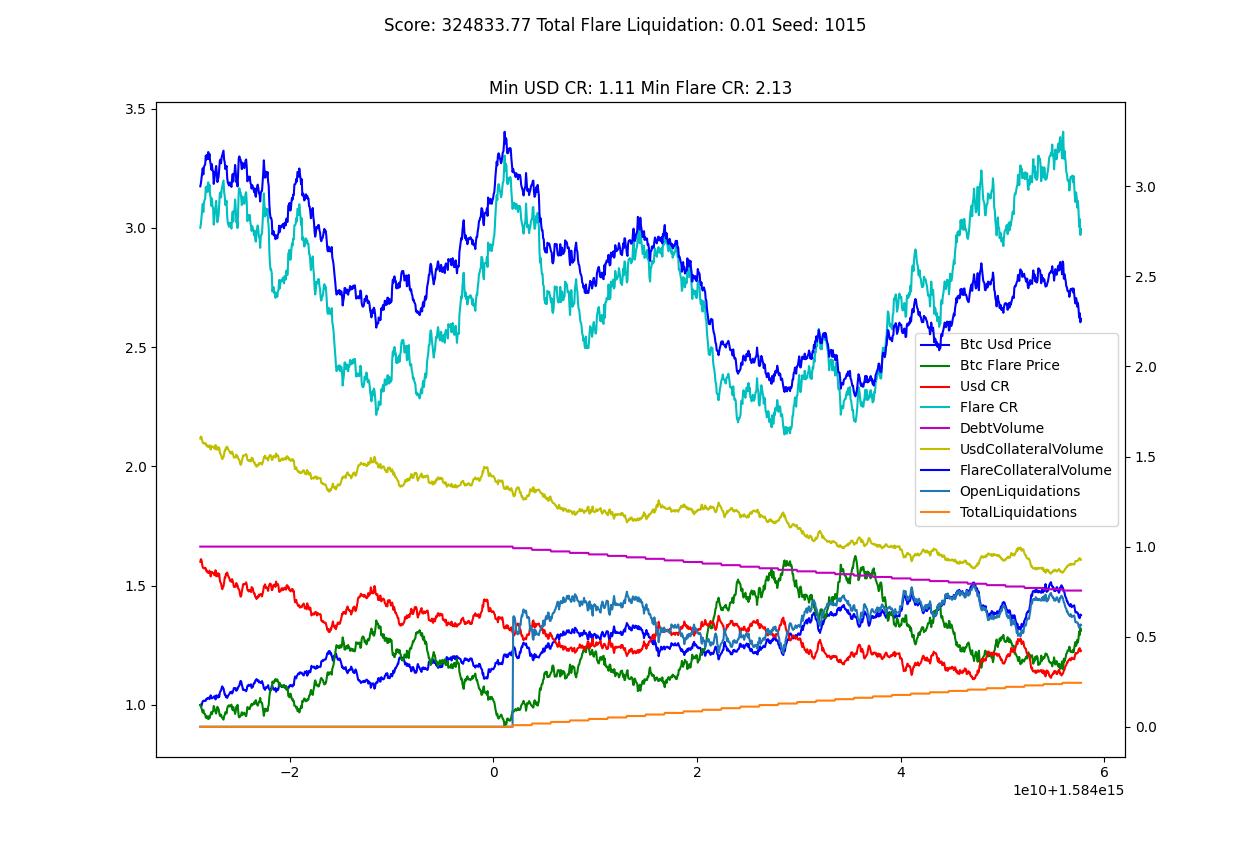 Score: 324833.77 Total Flare Liquidation: 0.01 Seed: 1015
Min USD CR: 1.11 Min Flare CR: 2.13
3.5
3.0
2.5
2.0
1.5
1.0
3.0
2.5
2.0
1.5
1.0
0.5
0.0
Btc Usd Price
Btc Flare Price
Usd CR
Flare CR
DebtVolume
UsdCollateralVolume
FlareCollateralVolume
OpenLiquidations
TotalLiquidations
−2 0 2 4 6
1e10+1.584e15